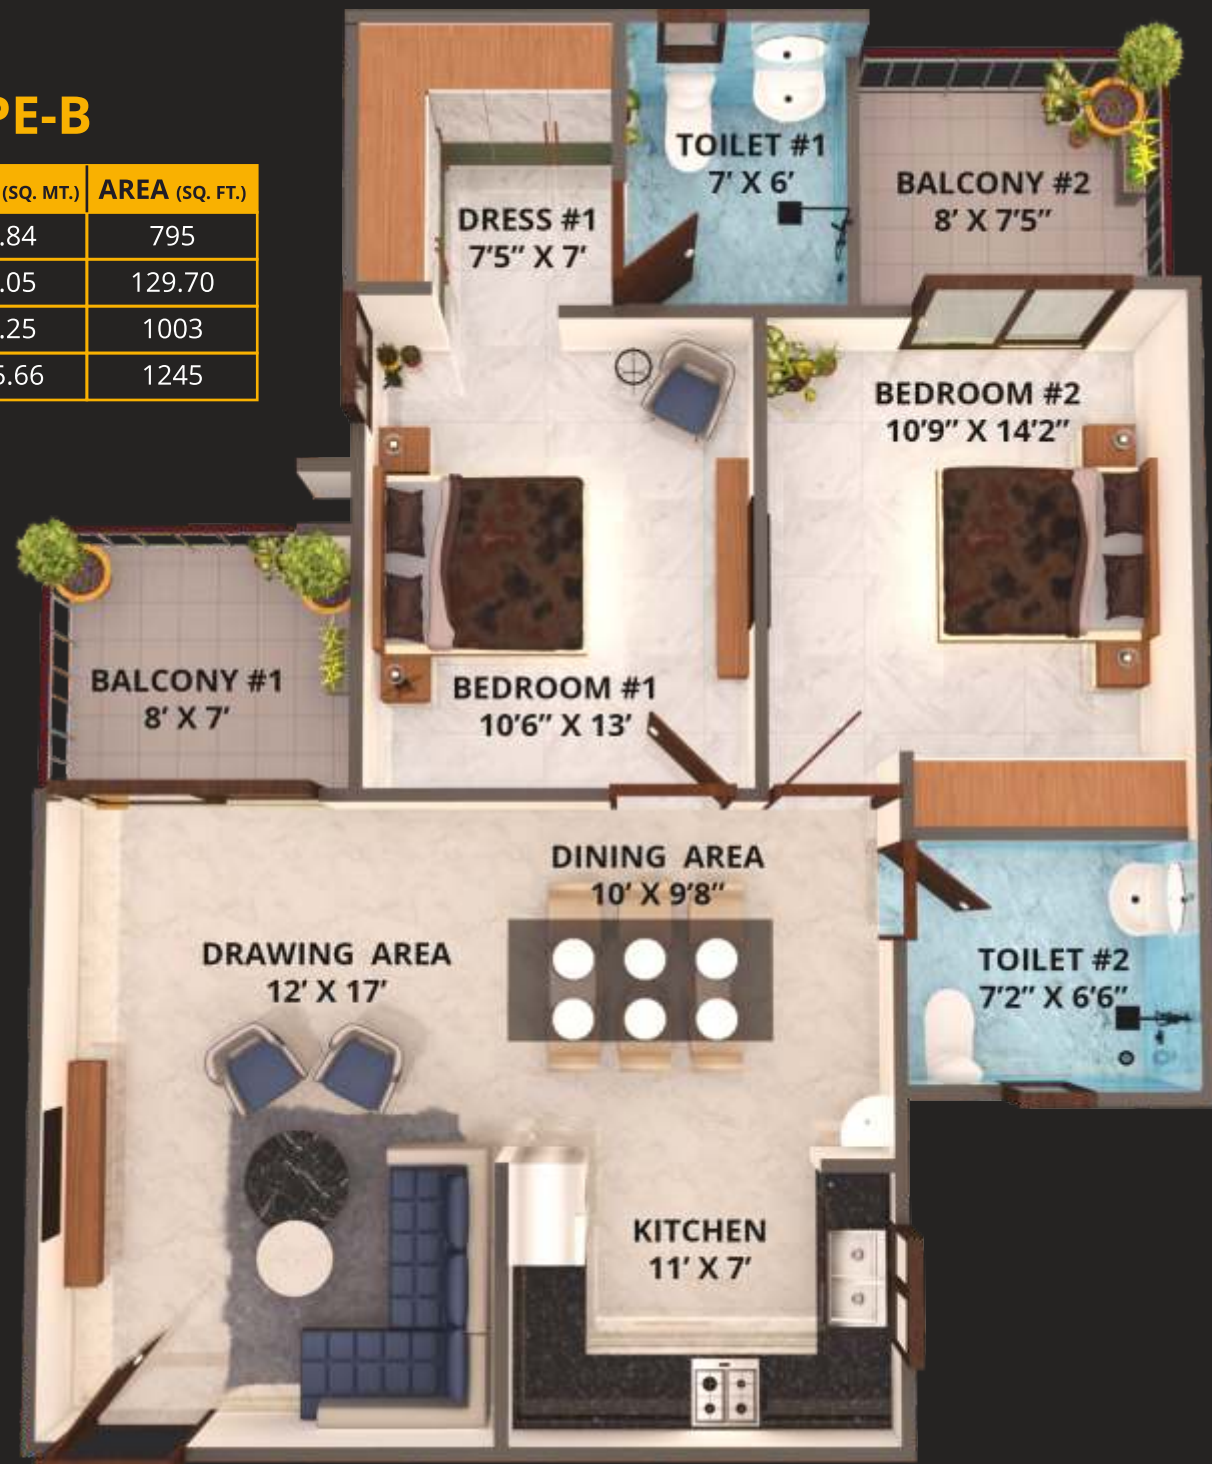 PE-B
(SQ. MT.) AREA (SQ. FT.)
.84 795
.05 129.70
.25 1003
5.66 1245
TOILET #1
7’ X 6’
BALCONY #2
8’ X 7’5”
DRESS #1
7’5” X 7’
BEDROOM #2
10’9” X 14’2”
BALCONY #1
8’ X 7’
BEDROOM #1
10’6” X 13’
DINING AREA
10’ X 9’8”
DRAWING AREA
12’ X 17’
TOILET #2
7’2” X 6’6”
KITCHEN
11’ X 7’